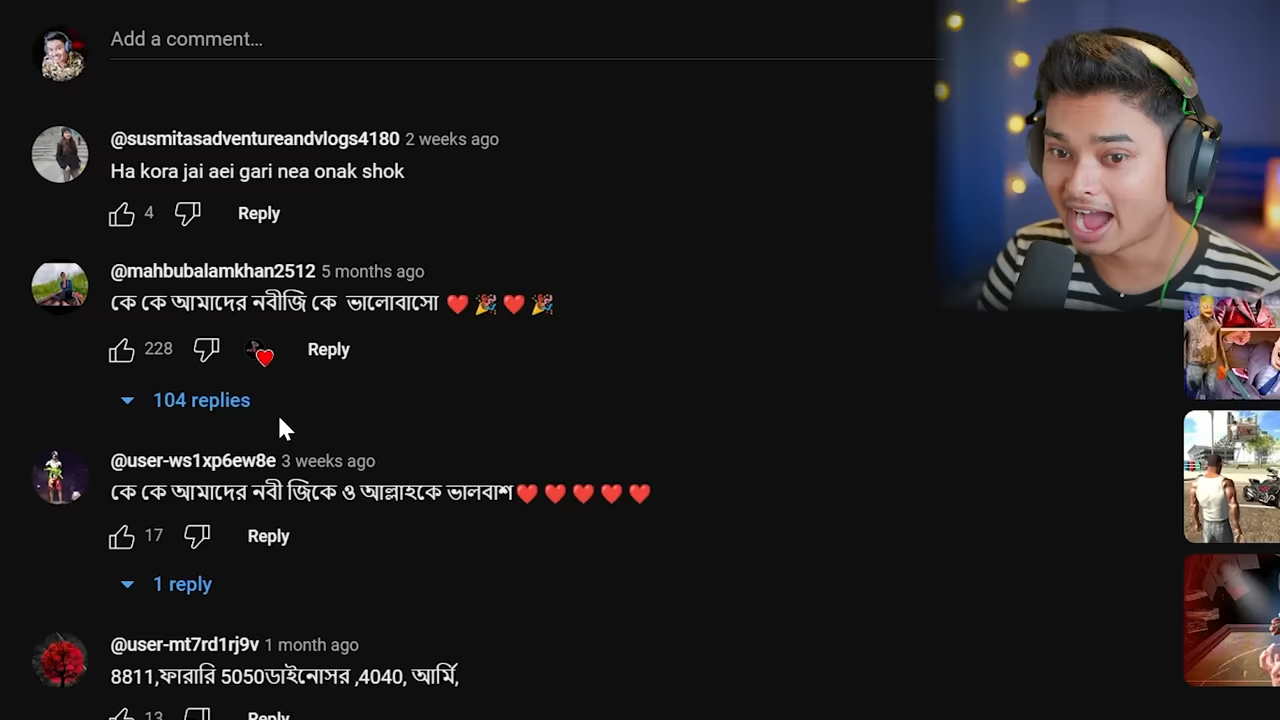 Add a comment...
@susmitasadventureandvlogs4180 2 weeks ago
Ha kora jai aei gari nea onak shok
4 Reply
@mahbubalamkhan2512 5 months ago
কে কে আমাদের নবীজি কে ভালোবাসো ❤️ 🎉 ❤️ 🎉
228 Reply
104 replies
@user-ws1xp6ew8e 3 weeks ago
কে কে আমাদের নবী জিকে ও আল্লাহকে ভালবাশ❤️ ❤️ ❤️ ❤️ ❤️
17 Reply
1 reply
@user-mt7rd1rj9v 1 month ago
8811,ফারারি 5050ডাইনোসর ,4040, আর্মি,
13 Reply